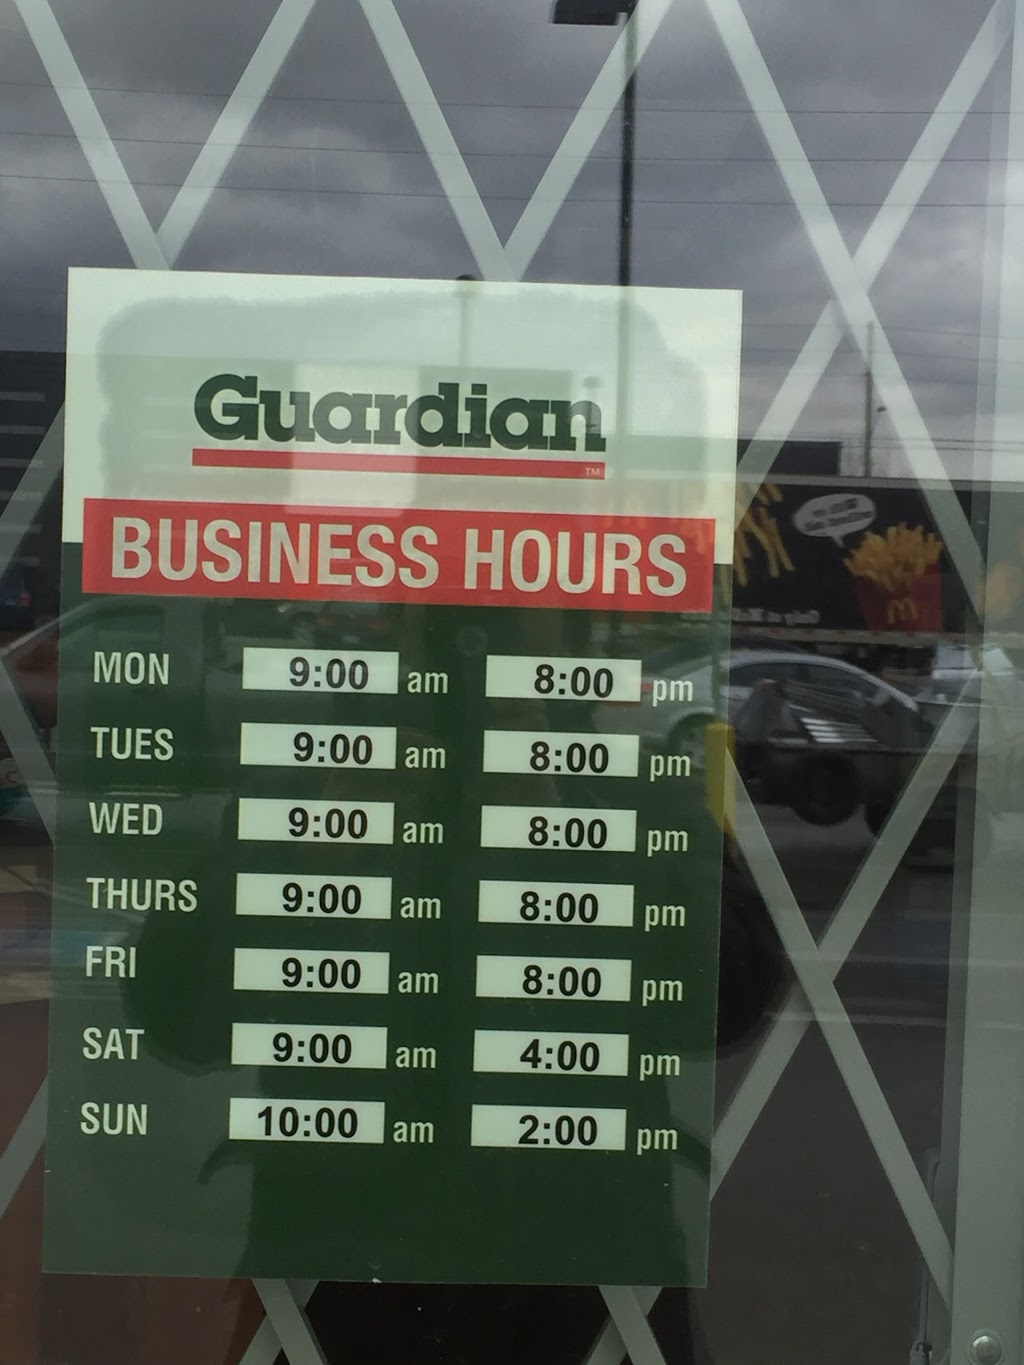 Guardian
TM
BUSINESS HOURS
MON 9:00 am 8:00 pm
TUES 9:00 am 8:00 pm
WED 9:00 am 8:00 pm
THURS 9:00 am 8:00 pm
FRI 9:00 am 8:00 pm
SAT 9:00 am 4:00 pm
SUN 10:00 am 2:00 pm